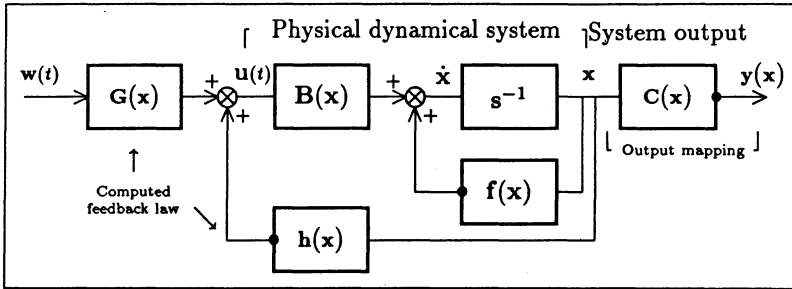 Physical dynamical system System output
w(t) G(x) + + u(t) B(x) + + ẋ s⁻¹ x C(x) y(x)
Output mapping
f(x)
Computed
feedback law
h(x)